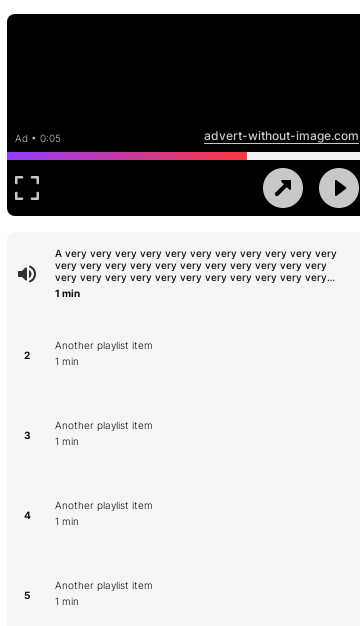 Ad • 0:05
advert-without-image.com
A very very very very very very very very very very very
very very very very very very very very very very very
very very very very very very very very very very very...
1 min
2
Another playlist item
1 min
3
Another playlist item
1 min
4
Another playlist item
1 min
5
Another playlist item
1 min